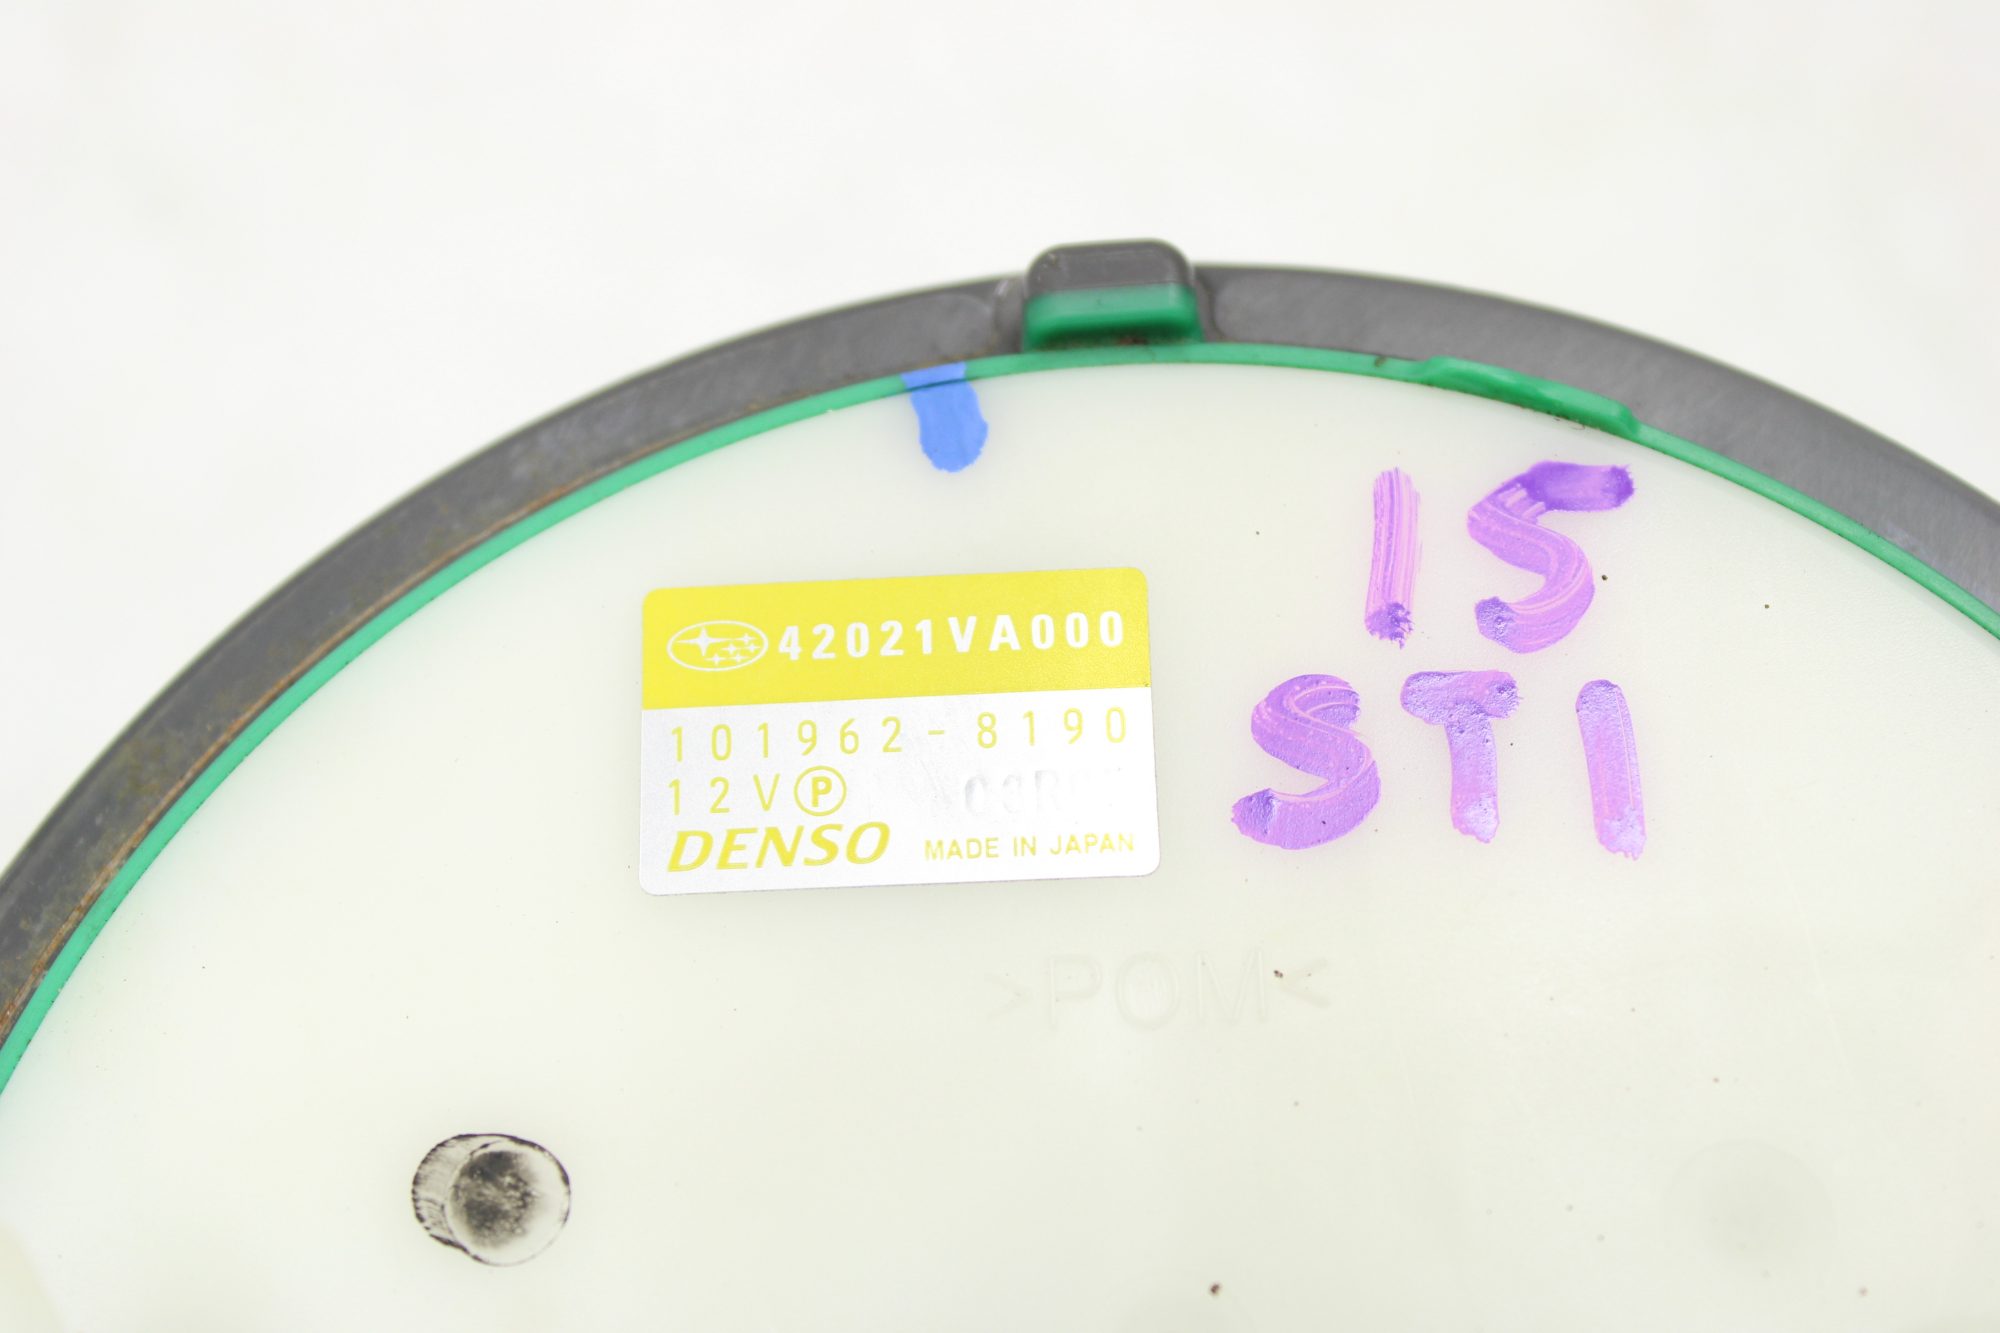 15
STI
42021VA000
101962-8190
12V P
DENSO MADE IN JAPAN
>POM<